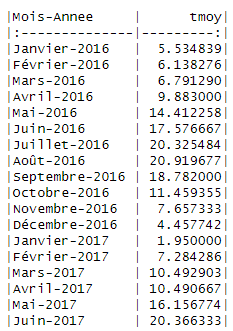 |Mois-Annee     |      tmoy|
|:--------------|---------:|
|Janvier-2016   |  5.534839|
|Février-2016   |  6.138276|
|Mars-2016      |  6.791290|
|Avril-2016     |  9.883000|
|Mai-2016       | 14.412258|
|Juin-2016      | 17.576667|
|Juillet-2016   | 20.325484|
|Août-2016      | 20.919677|
|Septembre-2016 | 18.782000|
|Octobre-2016   | 11.459355|
|Novembre-2016  |  7.657333|
|Décembre-2016  |  4.457742|
|Janvier-2017   |  1.950000|
|Février-2017   |  7.284286|
|Mars-2017      | 10.492903|
|Avril-2017     | 10.490667|
|Mai-2017       | 16.156774|
|Juin-2017      | 20.366333|